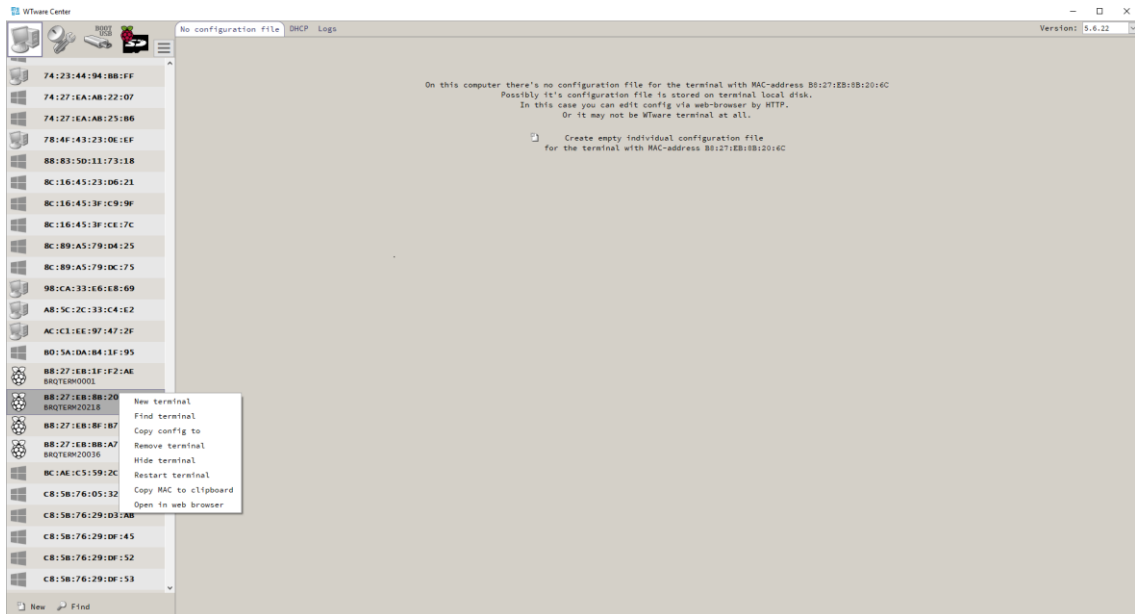 WTware Center
BOOT
USB
No configuration file DHCP Logs
Version: 5.6.22
74:23:44:94:BB:FF
74:27:EA:AB:22:07
74:27:EA:AB:25:B6
78:4F:43:23:0E:EF
88:83:5D:11:73:18
8C:16:45:23:D6:21
8C:16:45:3F:C9:9F
8C:16:45:3F:CE:7C
8C:89:A5:79:D4:25
8C:89:A5:79:DC:75
98:CA:33:E6:E8:69
A8:5C:2C:33:C4:E2
AC:C1:EE:97:47:2F
B0:5A:DA:B4:1F:95
B8:27:EB:1F:F2:AE
BRQTERM0001
B8:27:EB:8B:20
BRQTERM20218
B8:27:EB:8F:B7
B8:27:EB:BB:A7
BRQTERM20036
BC:AE:C5:59:2C
C8:5B:76:05:32
C8:5B:76:29:D3:AB
C8:5B:76:29:DF:45
C8:5B:76:29:DF:52
C8:5B:76:29:DF:53
New Find
On this computer there's no configuration file for the terminal with MAC-address B8:27:EB:8B:20:6C
Possibly it's configuration file is stored on terminal local disk.
In this case you can edit config via web-browser by HTTP.
Or it may not be WTware terminal at all.
Create empty individual configuration file
for the terminal with MAC-address B8:27:EB:8B:20:6C
New terminal
Find terminal
Copy config to
Remove terminal
Hide terminal
Restart terminal
Copy MAC to clipboard
Open in web browser